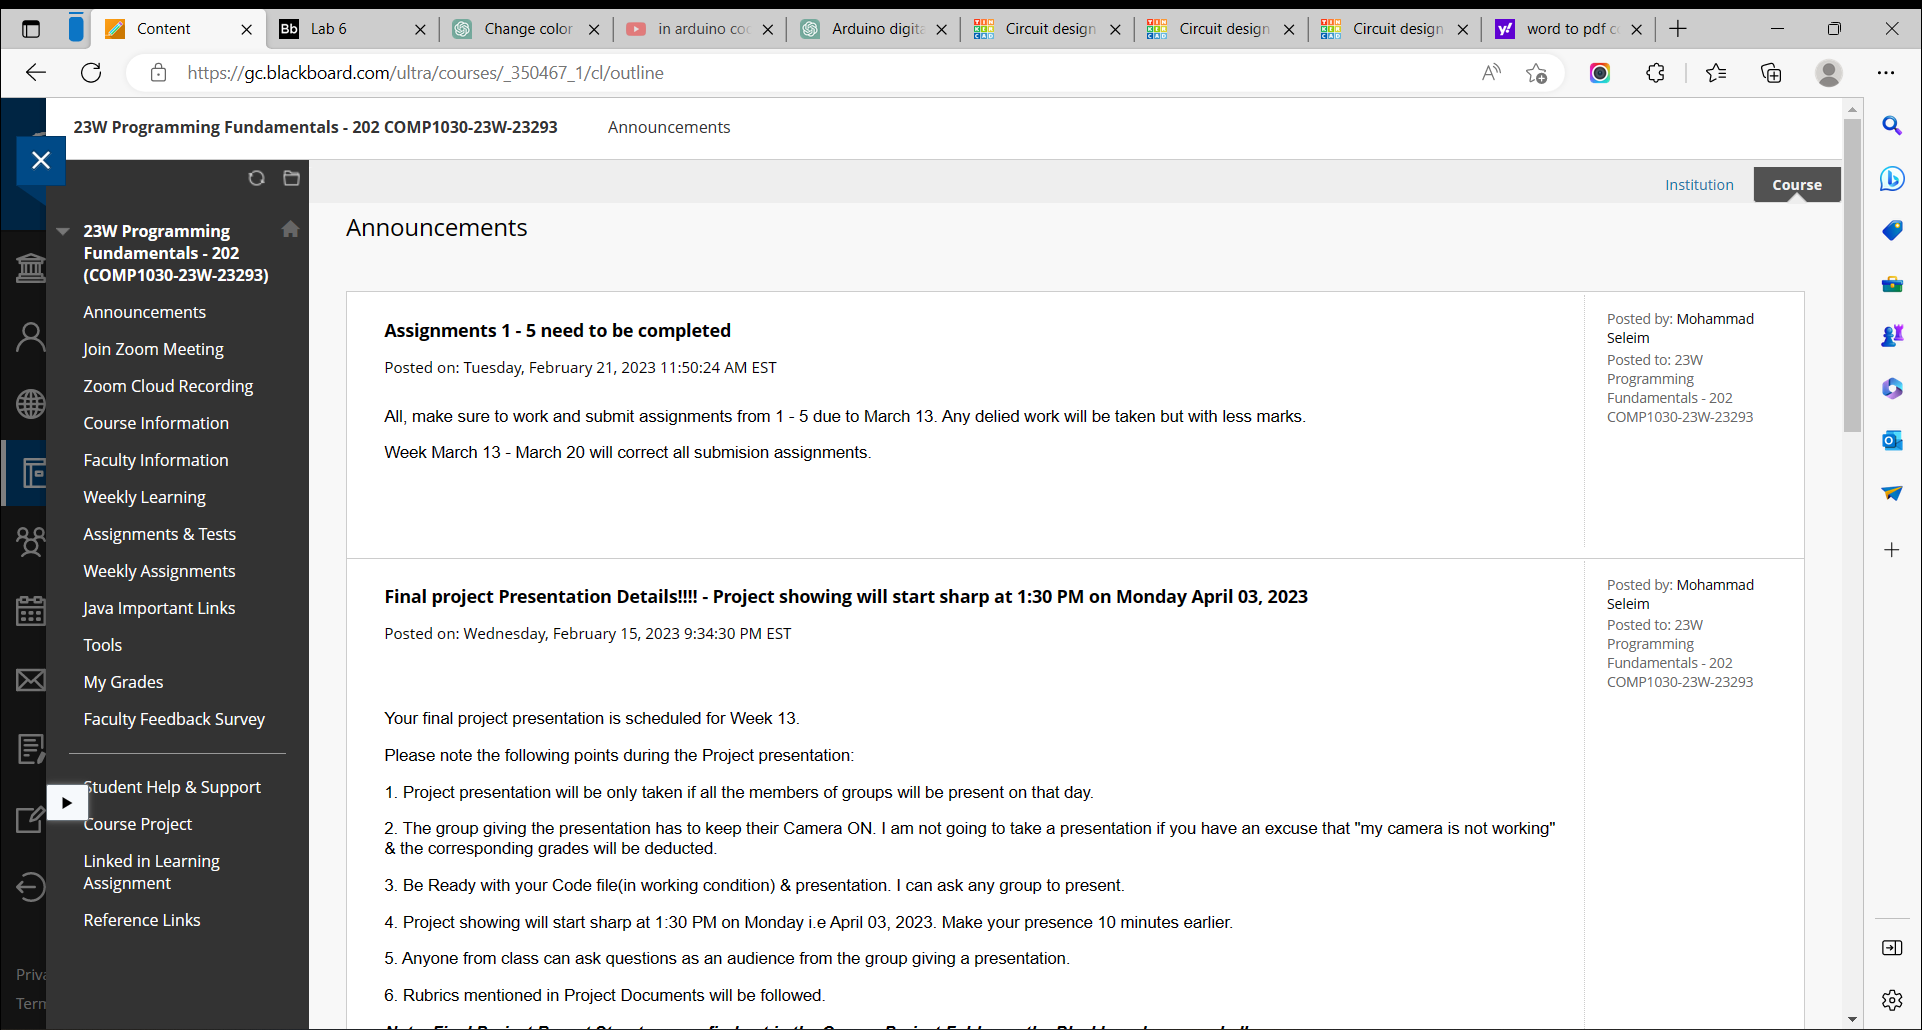 Content
Lab 6
Change color
in arduino co
Arduino digita
Circuit design
Circuit design
Circuit design
word to pdf c
https://gc.blackboard.com/ultra/courses/_350467_1/cl/outline
23W Programming Fundamentals - 202 COMP1030-23W-23293
Announcements
Institution
Course
23W Programming
Fundamentals - 202
(COMP1030-23W-23293)
Announcements
Join Zoom Meeting
Zoom Cloud Recording
Course Information
Faculty Information
Weekly Learning
Assignments & Tests
Weekly Assignments
Java Important Links
Tools
My Grades
Faculty Feedback Survey
Student Help & Support
Course Project
Linked in Learning
Assignment
Reference Links
Priva
Term
Announcements
Assignments 1 - 5 need to be completed
Posted on: Tuesday, February 21, 2023 11:50:24 AM EST
All, make sure to work and submit assignments from 1 - 5 due to March 13. Any delied work will be taken but with less marks.
Week March 13 - March 20 will correct all submision assignments.
Posted by: Mohammad
Seleim
Posted to: 23W
Programming
Fundamentals - 202
COMP1030-23W-23293
Final project Presentation Details!!!! - Project showing will start sharp at 1:30 PM on Monday April 03, 2023
Posted on: Wednesday, February 15, 2023 9:34:30 PM EST
Your final project presentation is scheduled for Week 13.
Please note the following points during the Project presentation:
1. Project presentation will be only taken if all the members of groups will be present on that day.
2. The group giving the presentation has to keep their Camera ON. I am not going to take a presentation if you have an excuse that "my camera is not working"
& the corresponding grades will be deducted.
3. Be Ready with your Code file(in working condition) & presentation. I can ask any group to present.
4. Project showing will start sharp at 1:30 PM on Monday i.e April 03, 2023. Make your presence 10 minutes earlier.
5. Anyone from class can ask questions as an audience from the group giving a presentation.
6. Rubrics mentioned in Project Documents will be followed.
Posted by: Mohammad
Seleim
Posted to: 23W
Programming
Fundamentals - 202
COMP1030-23W-23293